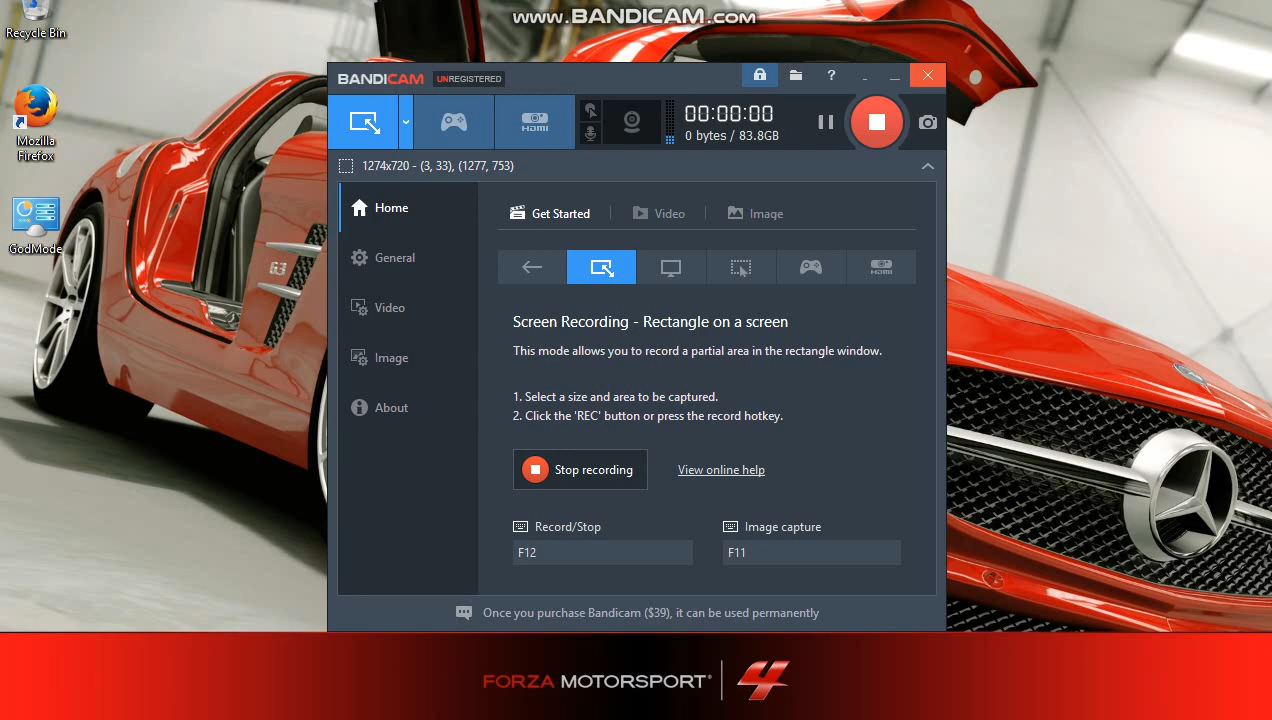 www.BANDICAM.com
Recycle Bin
Mozilla
Firefox
GodMode
63
BANDICAM UNREGISTERED
?
HDMI
00:00:00
0 bytes / 83.8GB
1274x720 - (3, 33), (1277, 753)
Home
General
Video
Image
About
Get Started
Video
Image
HDMI
Screen Recording - Rectangle on a screen
This mode allows you to record a partial area in the rectangle window.
1. Select a size and area to be captured.
2. Click the 'REC' button or press the record hotkey.
Stop recording
View online help
Record/Stop
Image capture
F12
F11
Once you purchase Bandicam ($39), it can be used permanently
FORZA MOTORSPORT 4